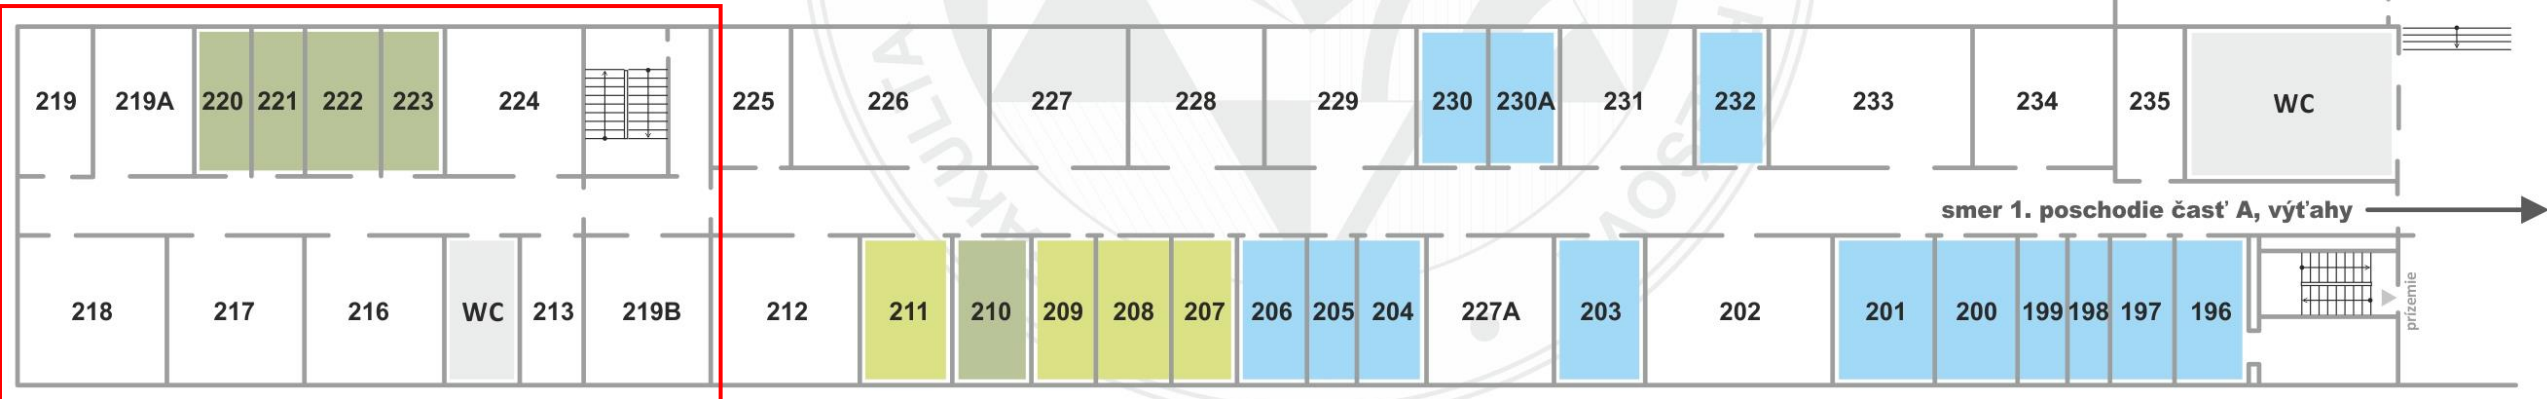 219 219A 220 221 222 223 224 225 226 227 228 229 230 230A 231 232 233 234 235 WC
smer 1. poschodie časť A, výťahy
218 217 216 WC 213 219B 212 211 210 209 208 207 206 205 204 227A 203 202 201 200 199 198 197 196
prízemie
AKULITA